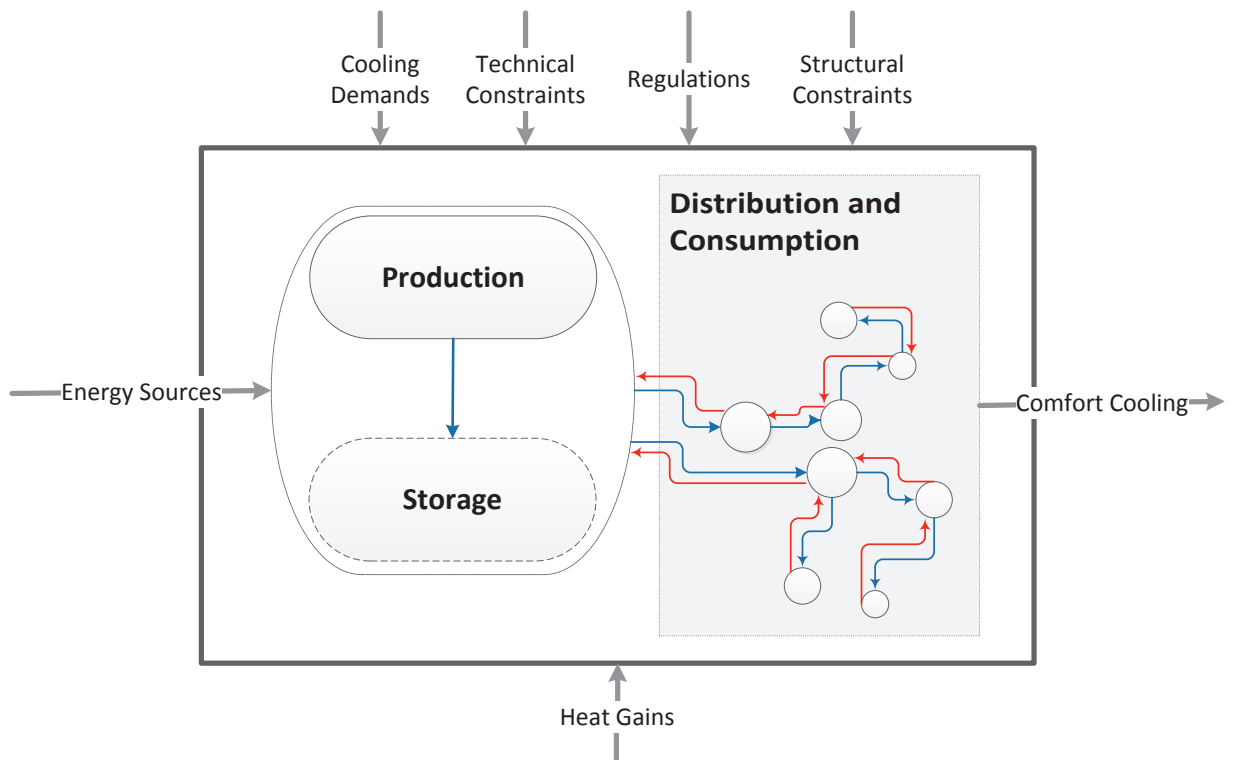 Cooling
Demands
Technical
Constraints
Regulations
Structural
Constraints
Distribution and
Consumption
Production
Energy Sources
Comfort Cooling
Storage
Heat Gains